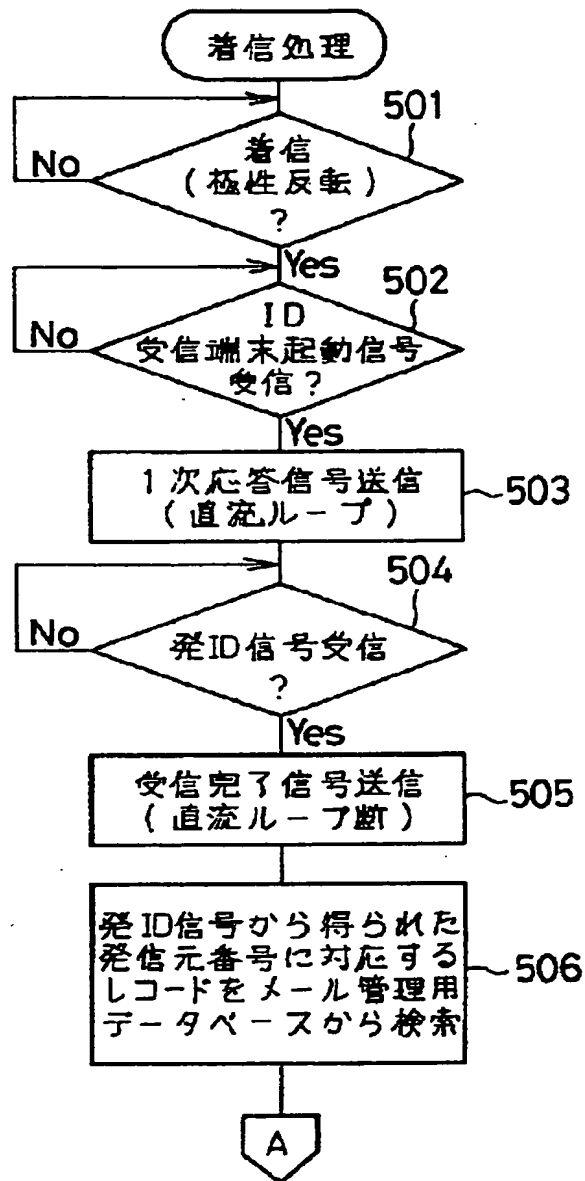 着信処理
501
着信
(極性反転)
?
No
Yes
502
ID
受信端末起動信号
受信?
No
Yes
1次応答信号送信
(直流ループ)
503
504
発ID信号受信
?
No
Yes
受信完了信号送信
(直流ループ断)
505
発ID信号から得られた
発信元番号に対応する
レコードをメール管理用
データベースから検索
506
A